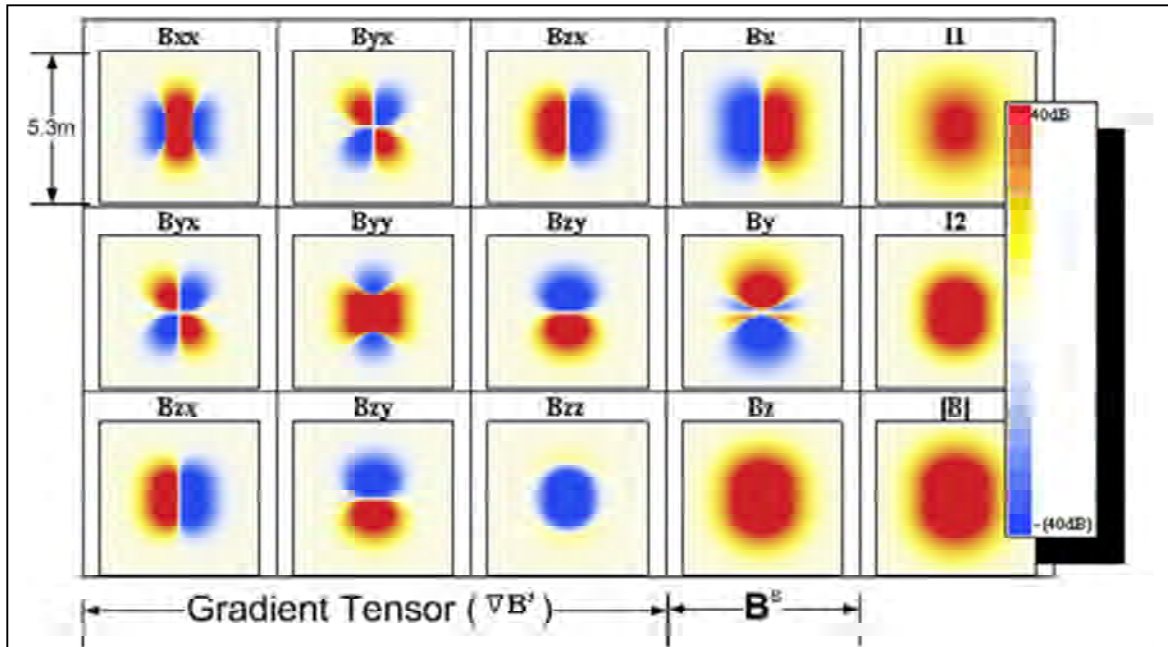 Bxx Byx Bzx Bx I1
5.3m
40dB
Byx Byy Bzy By I2
Bzx Bzy Bzz Bz |B|
-(40dB)
Gradient Tensor ( ∇B ) B